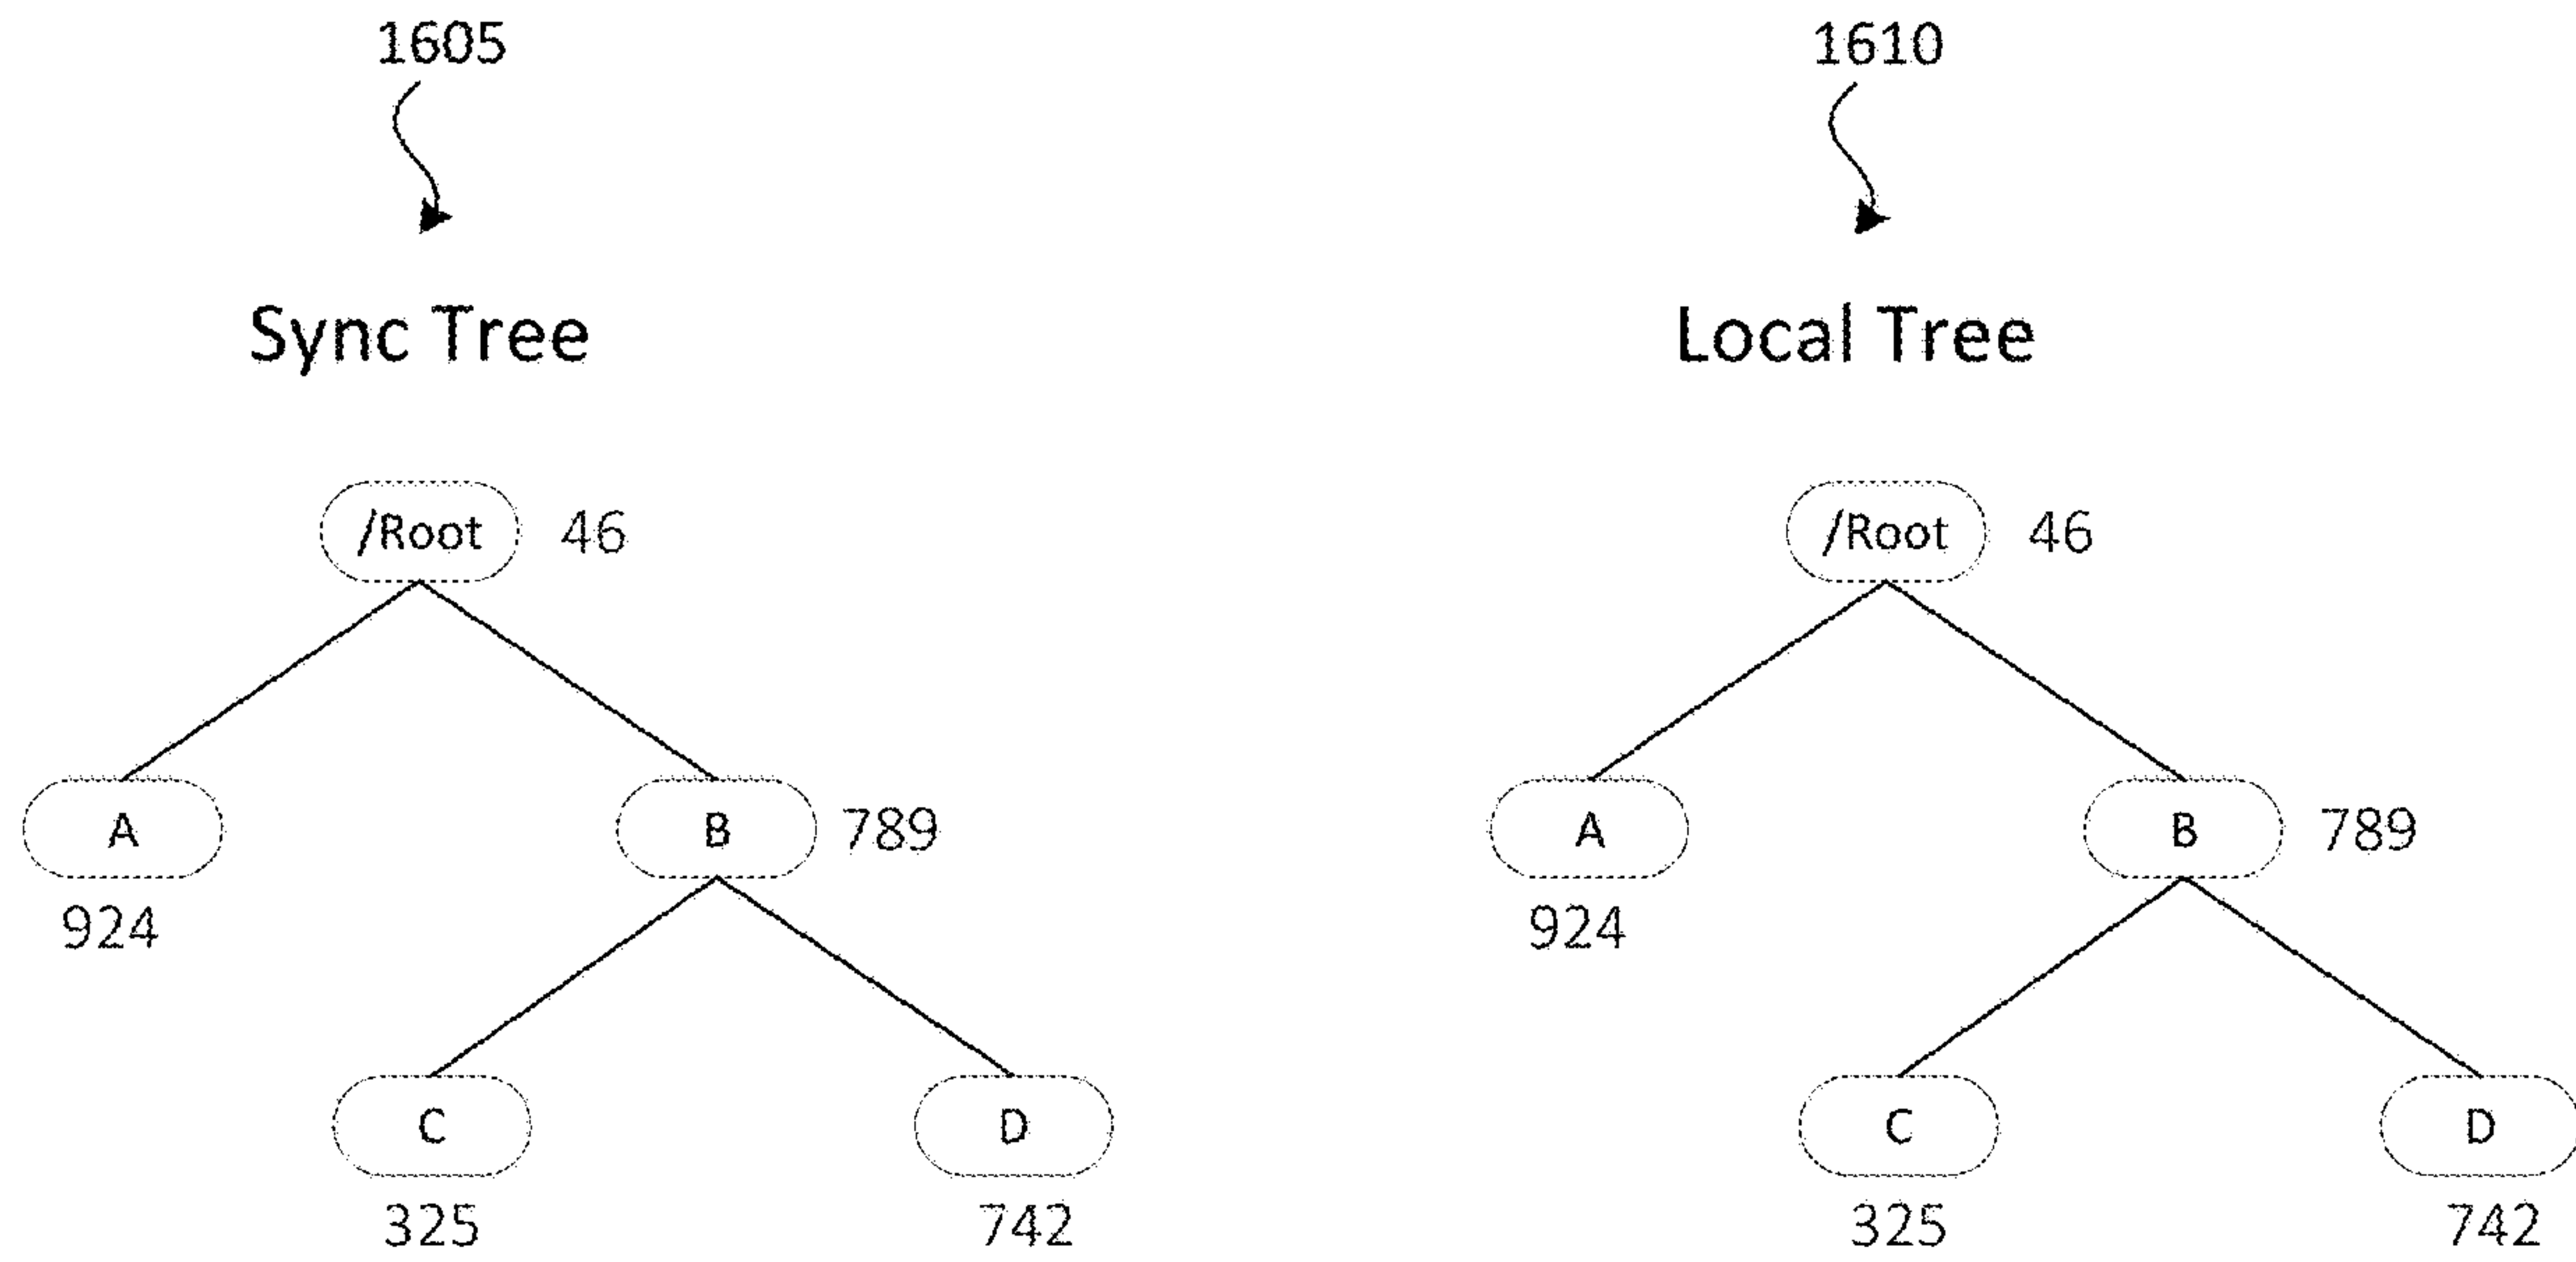 1605
1610
Sync Tree
Local Tree
/Root 46
/Root 46
A
B 789
A
B 789
924
924
C
D
C
D
325
742
325
742